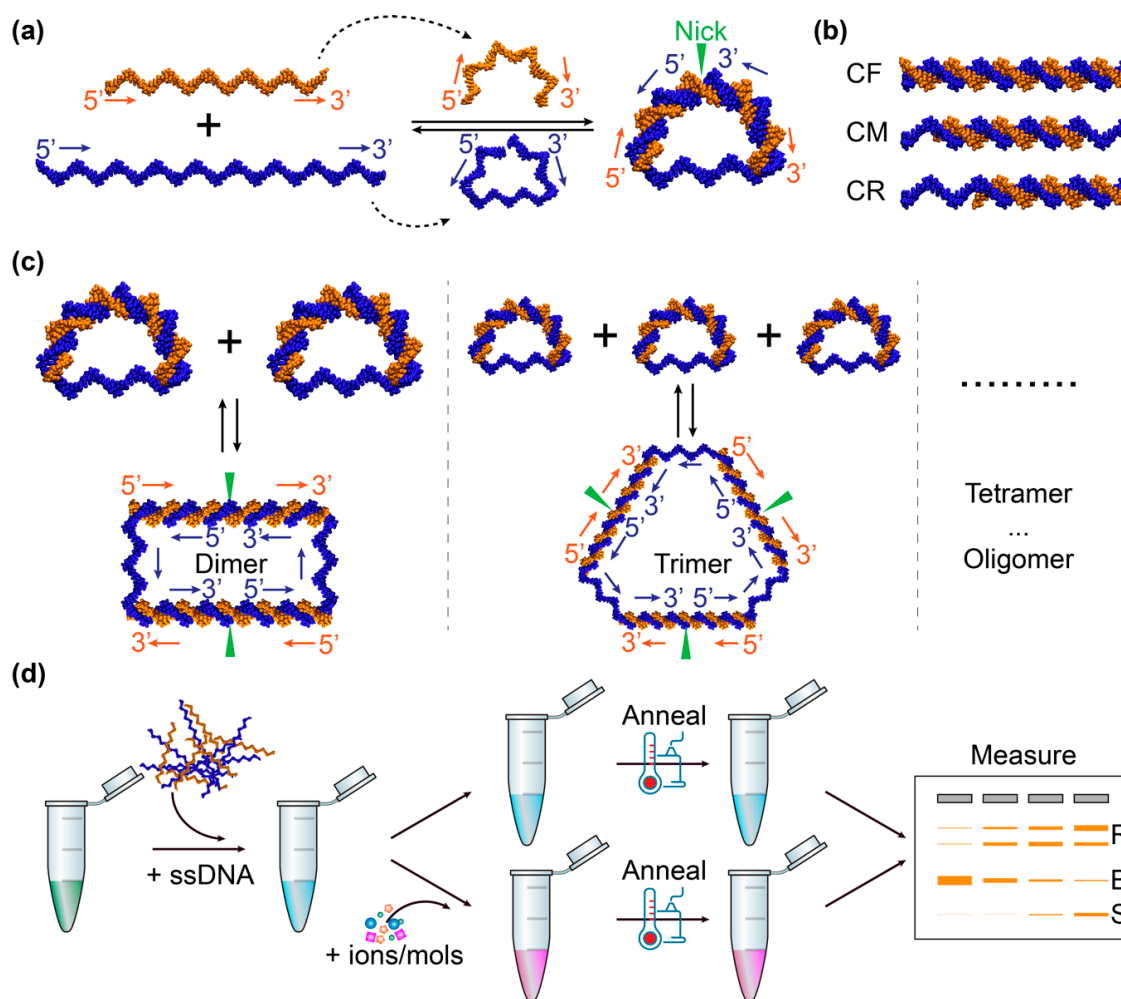 (a)
Nick
(b)
5’
3’
5’
3’
5’
3’
5’
3’
+
5’
3’
5’
3’
CF
CM
CR
(c)
+
+
+
5’
3’
5’
3’
Dimer
3’
5’
3’
5’
3’
5’
3’
5’
5’
3’
5’
3’
Trimer
3’
5’
3’
5’
Tetramer
...
Oligomer
(d)
+ ssDNA
+ ions/mols
Anneal
Anneal
Measure
R
E
S